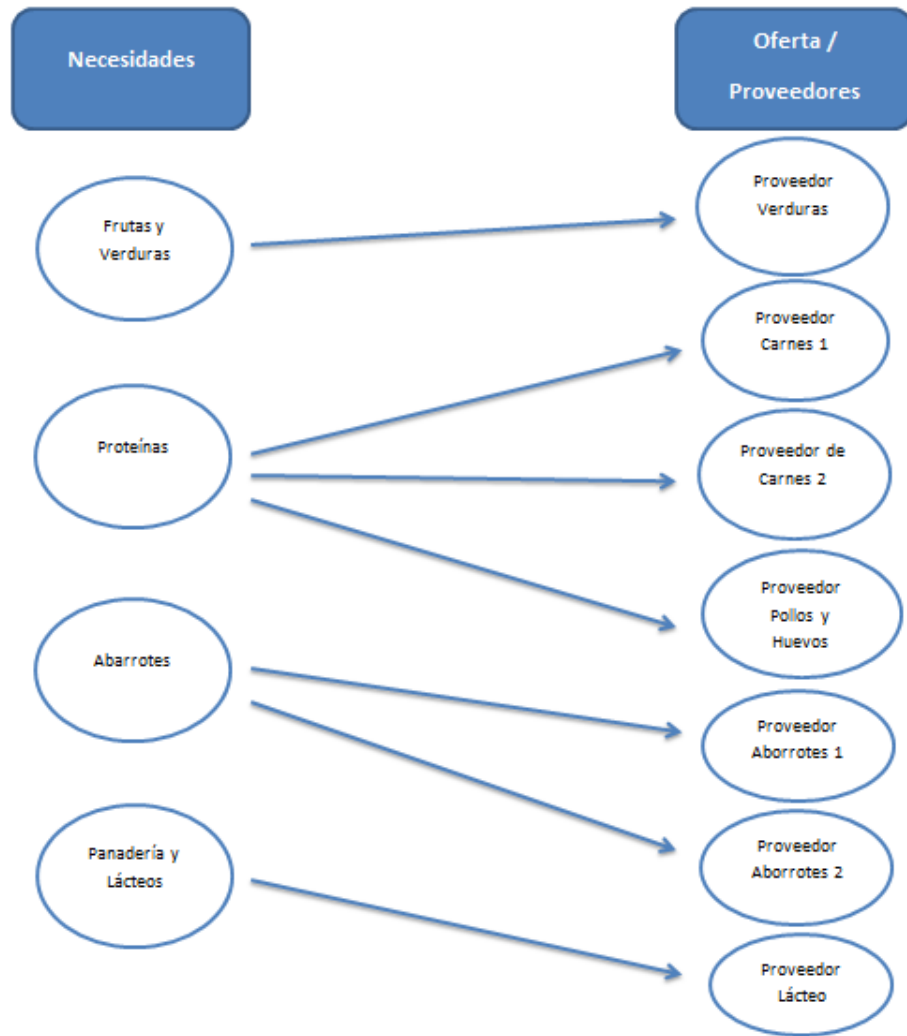 Necesidades
Oferta /
Proveedores
Frutas y
Verduras
Proteínas
Abarrotes
Panadería y
Lácteos
Proveedor
Verduras
Proveedor
Carnes 1
Proveedor de
Carnes 2
Proveedor
Pollos y
Huevos
Proveedor
Aborrotes 1
Proveedor
Aborrotes 2
Proveedor
Lácteo